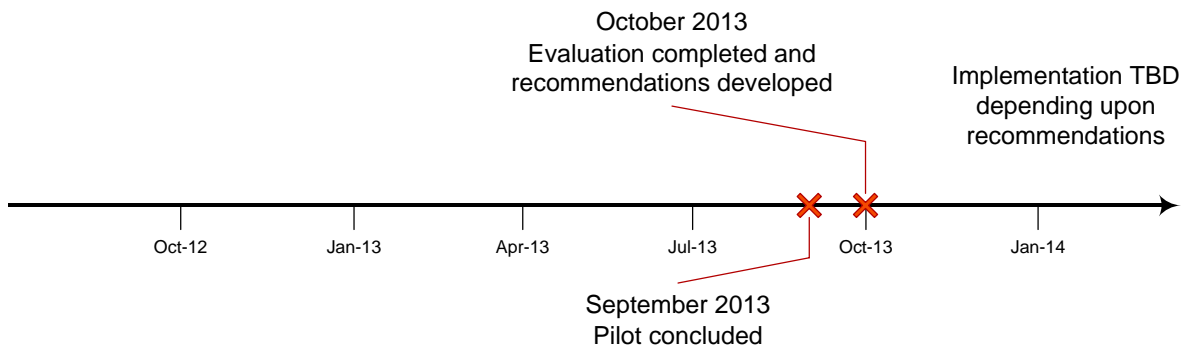 October 2013
Evaluation completed and
recommendations developed
Implementation TBD
depending upon
recommendations
Oct-12
Jan-13
Apr-13
Jul-13
Oct-13
Jan-14
September 2013
Pilot concluded